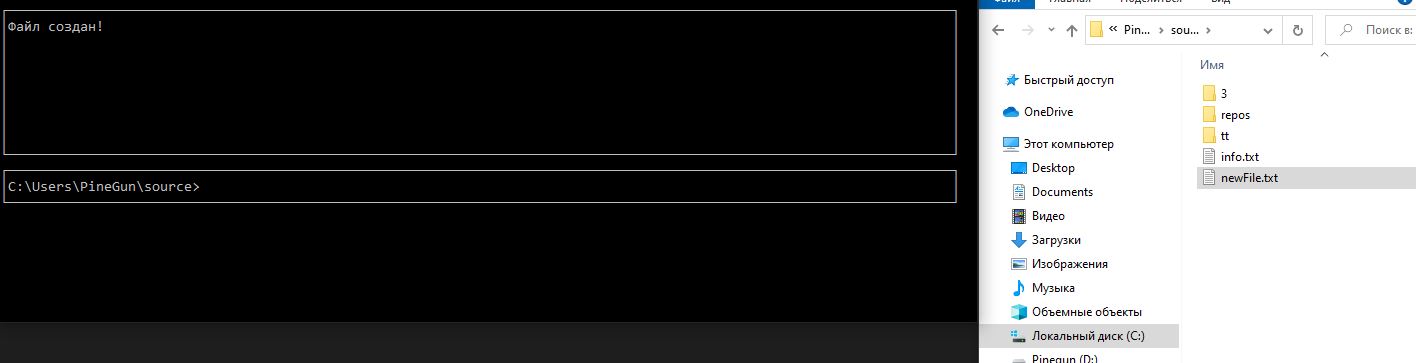 Файл создан!
C:\Users\PineGun\source>
Файл
Главная
Поделиться
Вид
« Pin... > sou... >
Поиск в:
Имя
Быстрый доступ
OneDrive
Этот компьютер
Desktop
Documents
Видео
Загрузки
Изображения
Музыка
Объемные объекты
Локальный диск (C:)
Pinegun (D:)
3
repos
tt
info.txt
newFile.txt